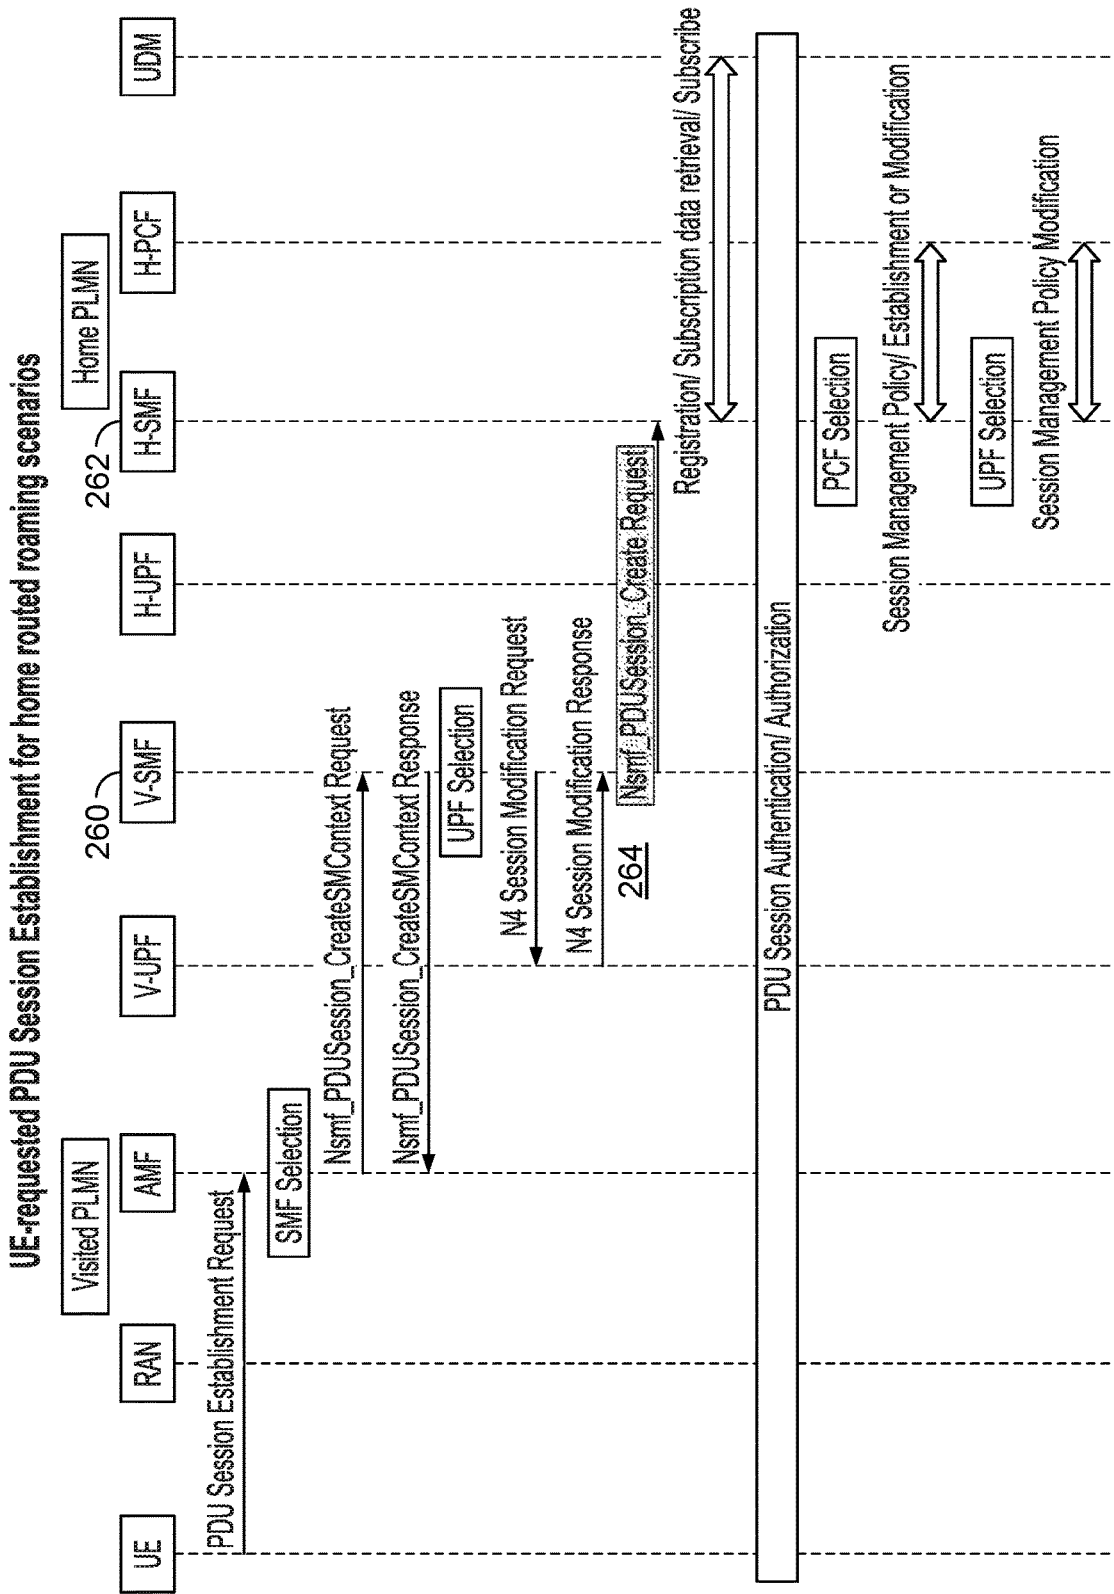 UE-requested PDU Session Establishment for home routed roaming scenarios
Visited PLMN
Home PLMN
260
262
UE
RAN
AMF
V-UPF
V-SMF
H-UPF
H-SMF
H-PCF
UDM
PDU Session Establishment Request
SMF Selection
Nsmf_PDUSession_CreateSMContext Request
Nsmf_PDUSession_CreateSMContext Response
UPF Selection
N4 Session Modification Request
N4 Session Modification Response
264
Nsmf_PDUSession_Create Request
Registration/ Subscription data retrieval/ Subscribe
PDU Session Authentication/ Authorization
PCF Selection
Session Management Policy/ Establishment or Modification
UPF Selection
Session Management Policy Modification